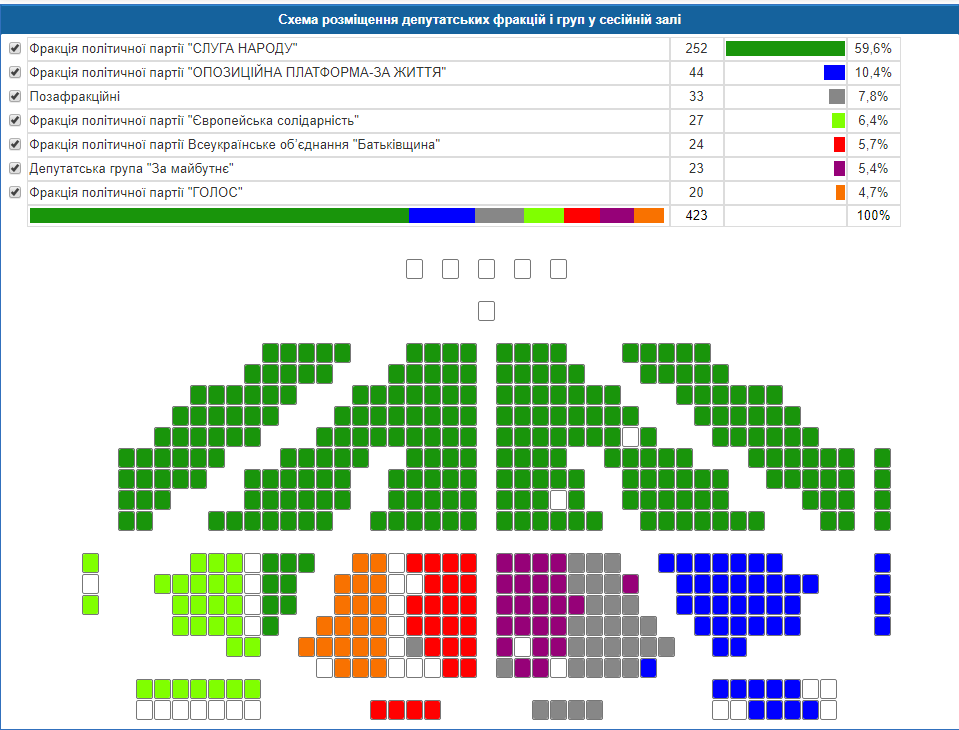 Схема розміщення депутатських фракцій і груп у сесійній залі
Фракція політичної партії "СЛУГА НАРОДУ" 252 59,6%
Фракція політичної партії "ОПОЗИЦІЙНА ПЛАТФОРМА-ЗА ЖИТТЯ" 44 10,4%
Позафракційні 33 7,8%
Фракція політичної партії "Європейська солідарність" 27 6,4%
Фракція політичної партії Всеукраїнське об’єднання "Батьківщина" 24 5,7%
Депутатська група "За майбутнє" 23 5,4%
Фракція політичної партії "ГОЛОС" 20 4,7%
423 100%